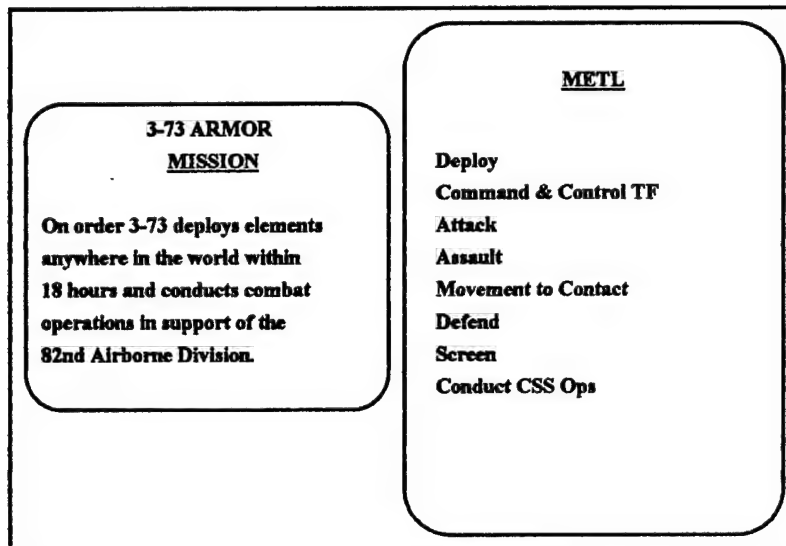 3-73 ARMOR
MISSION
On order 3-73 deploys elements
anywhere in the world within
18 hours and conducts combat
operations in support of the
82nd Airborne Division.
METL
Deploy
Command & Control TF
Attack
Assault
Movement to Contact
Defend
Screen
Conduct CSS Ops